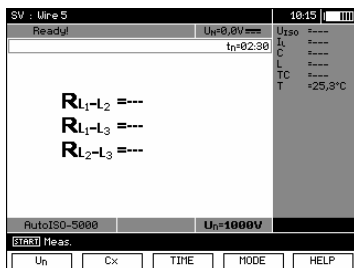 SV : Wire 5 10:15
Ready! UN=0,0V
tn=02:30
UISO =---
IL =---
C =---
L =---
TC =---
T =25,3°C
RL1-L2 =---
RL1-L3 =---
RL2-L3 =---
AutoISO-5000 Un=1000V
START Meas.
Un Cx TIME MODE HELP